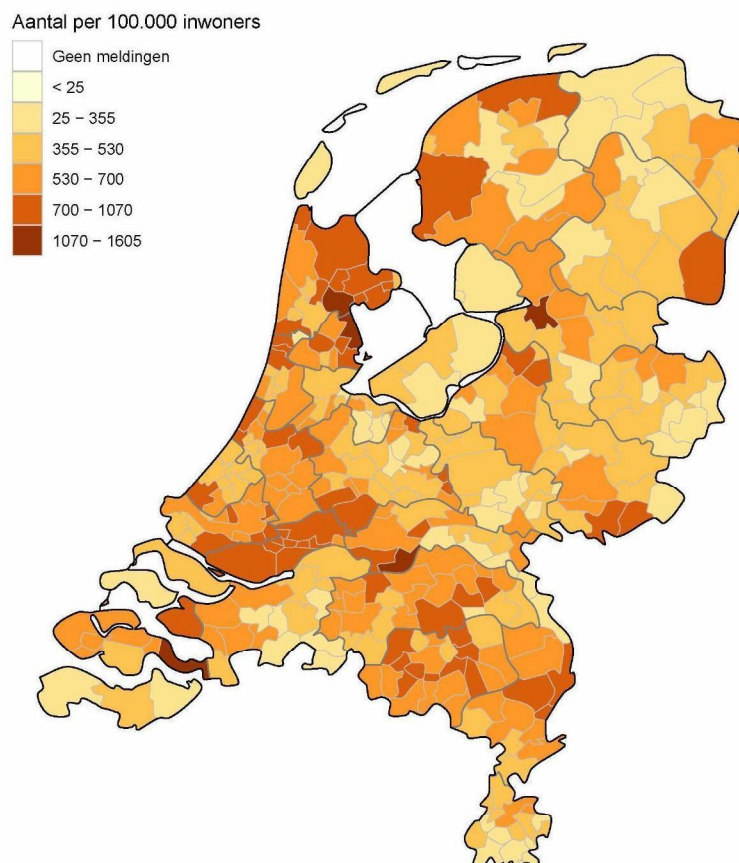 Aantal per 100.000 inwoners
Geen meldingen
< 25
25 – 355
355 – 530
530 – 700
700 – 1070
1070 – 1605